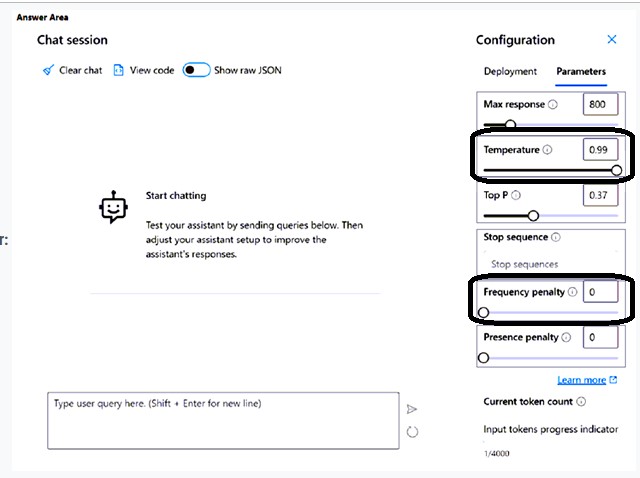 Answer Area
Chat session
Clear chat View code Show raw JSON
r:
Start chatting
Test your assistant by sending queries below. Then
adjust your assistant setup to improve the
assistant's responses.
Type user query here. (Shift + Enter for new line)
Configuration
Deployment Parameters
Max response 800
Temperature 0.99
Top P 0.37
Stop sequence
Stop sequences
Frequency penalty 0
Presence penalty 0
Learn more
Current token count
Input tokens progress indicator
1/4000